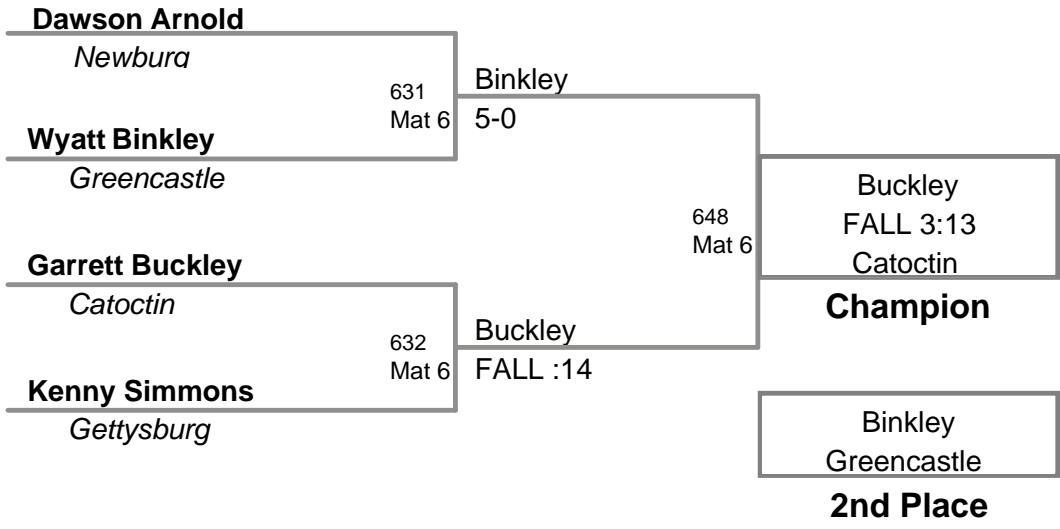 Dawson Arnold
Newburg
631
Mat 6
Binkley
5-0
Wyatt Binkley
Greencastle
648
Mat 6
Buckley
FALL 3:13
Catoctin
Champion
Garrett Buckley
Catoctin
632
Mat 6
Buckley
FALL :14
Kenny Simmons
Gettysburg
Binkley
Greencastle
2nd Place